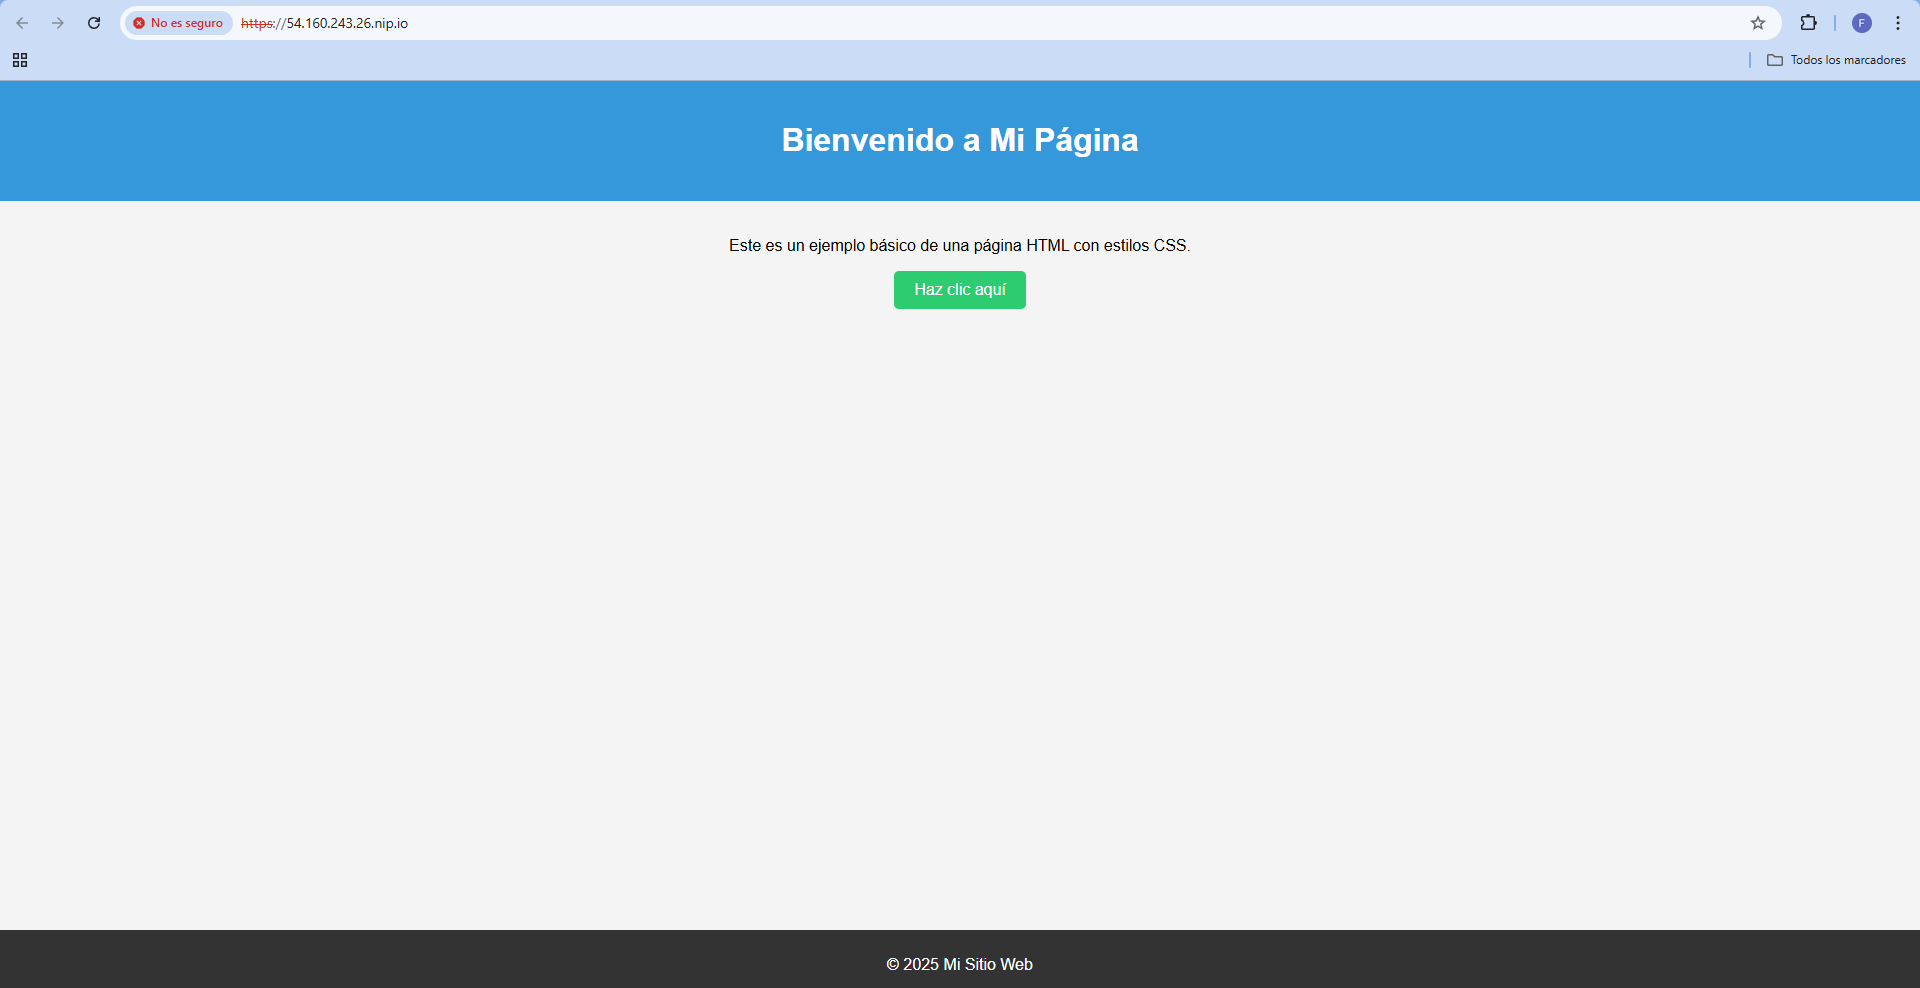 No es seguro
https://54.160.243.26.nip.io
F
Todos los marcadores
Bienvenido a Mi Página
Este es un ejemplo básico de una página HTML con estilos CSS.
Haz clic aquí
© 2025 Mi Sitio Web